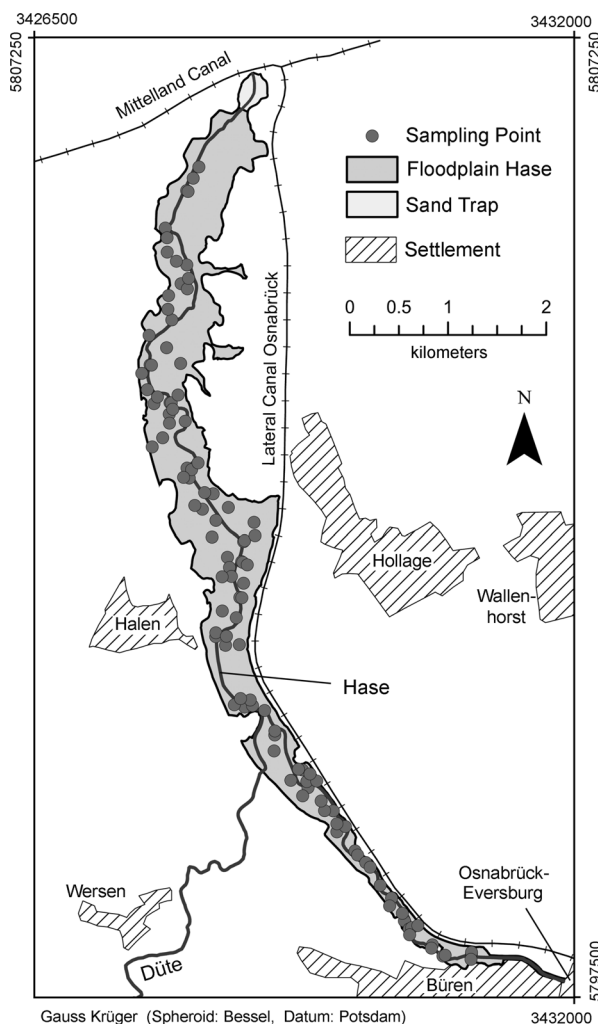 3426500
3432000
5807250
5807250
Mittelland Canal
Sampling Point
Floodplain Hase
Sand Trap
Settlement
0 0.5 1 2
kilometers
Lateral Canal Osnabrück
N
Hollage
Wallen-
horst
Halen
Hase
Osnabrück-
Eversburg
Wersen
Düte
Büren
5797500
3432000
Gauss Krüger (Spheroid: Bessel, Datum: Potsdam)